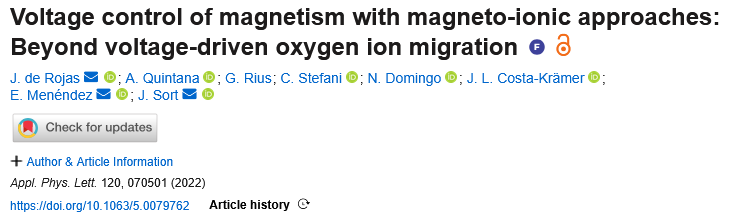 Voltage control of magnetism with magneto-ionic approaches:
Beyond voltage-driven oxygen ion migration F
J. de Rojas; A. Quintana; G. Rius; C. Stefani; N. Domingo; J. L. Costa-Krämer;
E. Menéndez; J. Sort
Check for updates
+ Author & Article Information
Appl. Phys. Lett. 120, 070501 (2022)
https://doi.org/10.1063/5.0079762 Article history